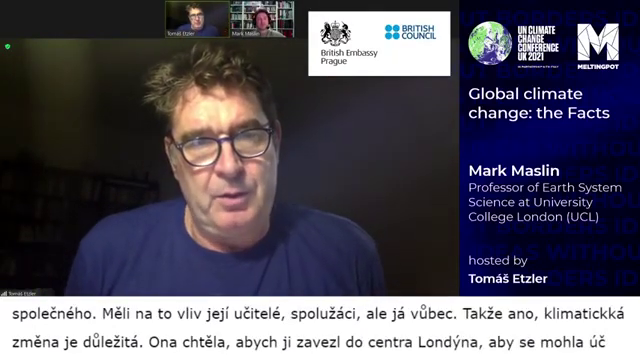 Tomáš Etzler
Mark Maslin
British Embassy
Prague
BRITISH
COUNCIL
UN CLIMATE
CHANGE
CONFERENCE
UK 2021
MELTINGPOT
Global climate
change: the Facts
Mark Maslin
Professor of Earth System
Science at University
College London (UCL)
hosted by
Tomáš Etzler
Tomáš Etzler
společného. Měli na to vliv její učitelé, spolužáci, ale já vůbec. Takže ano, klimatickká
změna je důležitá. Ona chtěla, abych ji zavezl do centra Londýna, aby se mohla úč